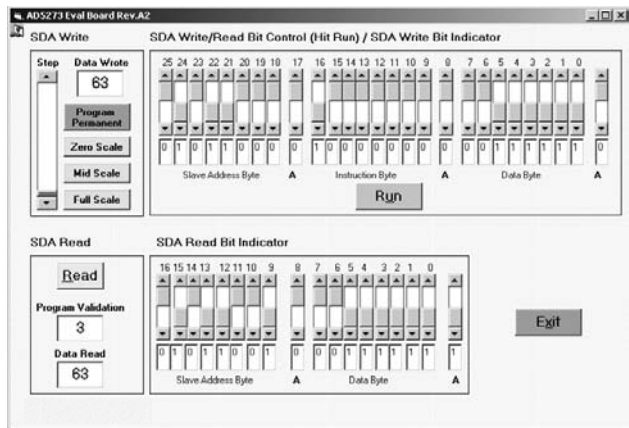 AD5273 Eval Board Rev.A2
SDA Write
SDA Write/Read Bit Control (Hit Run) / SDA Write Bit Indicator
Step Data Wrote
25 24 23 22 21 20 19 18 17 16 15 14 13 12 11 10 9 8 7 6 5 4 3 2 1 0
63
Program Permanent
Zero Scale
Mid Scale
Full Scale
0 1 0 1 1 0 0 0 0 1 0 0 0 0 0 0 0 0 0 0 1 1 1 1 1 1 0
Slave Address Byte A Instruction Byte A Data Byte A
Run
SDA Read
SDA Read Bit Indicator
Read
16 15 14 13 12 11 10 9 8 7 6 5 4 3 2 1 0
Program Validation
3
Data Read
63
0 1 0 1 1 0 0 1 0 0 0 1 1 1 1 1 1 1
Slave Address Byte A Data Byte A
Exit